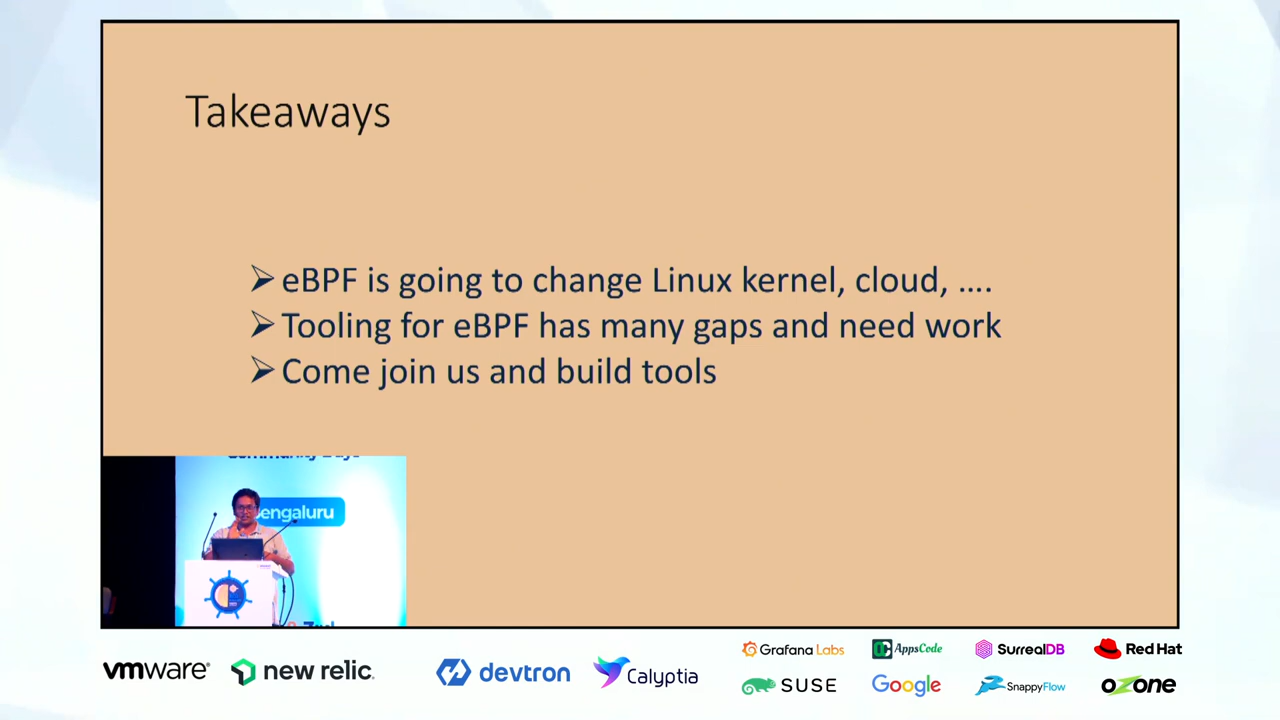 Takeaways
➢ eBPF is going to change Linux kernel, cloud, ....
➢ Tooling for eBPF has many gaps and need work
➢ Come join us and build tools
Community Days
Bengaluru
vmware®
new relic.
devtron
Calyptia
Grafana Labs
AppsCode
SurrealDB
Red Hat
SUSE
Google
SnappyFlow
OZONE